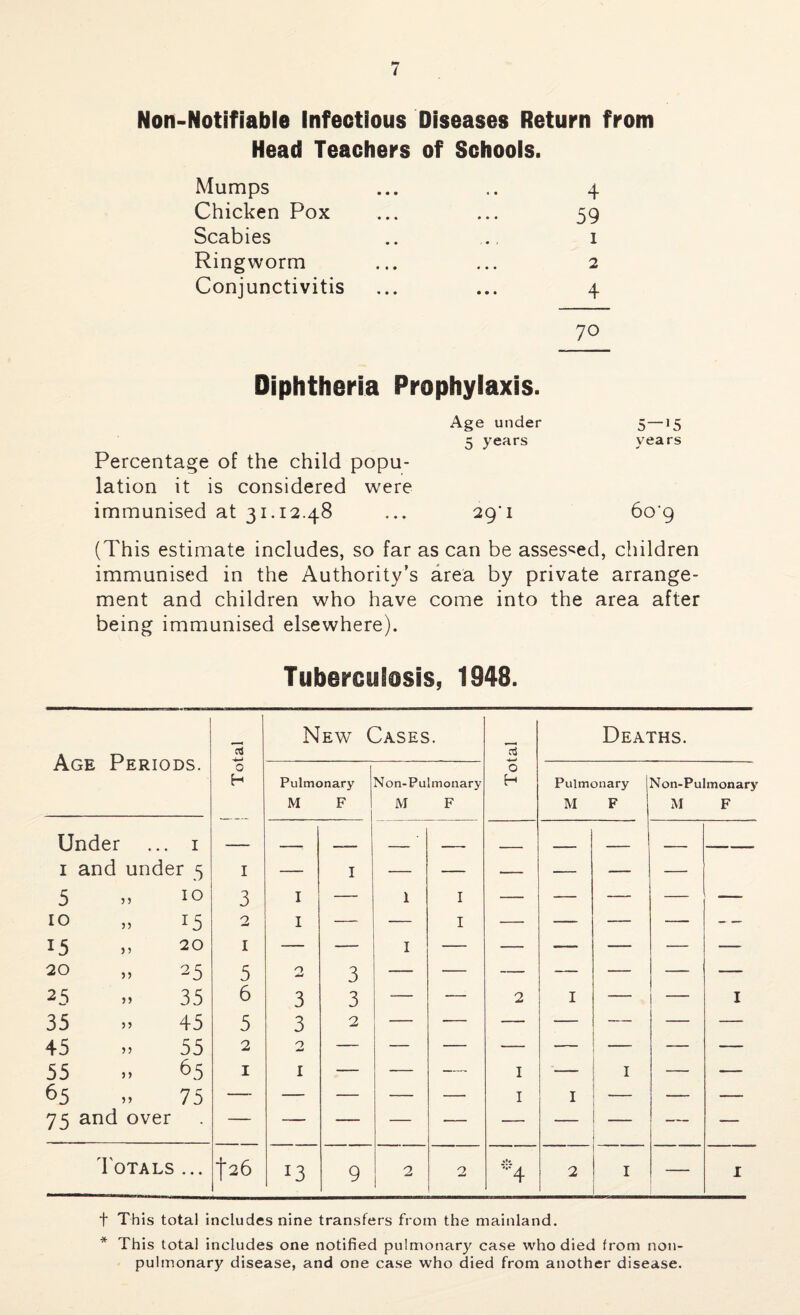 7
Non-Notifiable Infectious Diseases Return from
Head Teachers of Schools.
Mumps ... .. 4
Chicken Pox ... ... 59
Scabies .. .. 1
Ringworm ... ... 2
Conjunctivitis ... ... 4
70
Diphtheria Prophylaxis.
Age under 5—15
5 years years
Percentage of the child popu-
lation it is considered were
immunised at 31.12.48 ... 29·1 60·9
(This estimate includes, so far as can be assessed, children
immunised in the Authority's area by private arrange-
ment and children who have come into the area after
being immunised elsewhere).
Tuberculosis, 1948.
Age Periods. Total New Cases. Total Deaths.
Pulmonary Non-Pulmonary Pulmonary Non-Pulmonary
M F M F M F M F
Under ... 1 — — — — — — — — — —
1 and under 5 1 — 1 — — — — — —
5 „ 10 3 1 — 1 1 — — — — —
10 „ 15 2 1 — — 1 — — — — —
15 „ 20 1 — — 1 — — — — — —
20 „ 25 5 2 3 — — — — — — —
25 „ 35 6 3 3 — — 2 1 — — 1
35 „ 45 5 3 2 — — — — — — —
45 „ 55 2 2 — — — — — — — —
55 „ 65 1 1 — — — 1 — 1 — —
65 „ 75 — — — — — 1 1 — — —
75 and over . — — — — — — — — — —
Totals ... †26 13 9 2 2 *4 2 1 — 1
† This total includes nine transfers from the mainland.
* This total includes one notified pulmonary case who died from non-
pulmonary disease, and one case who died from another disease.